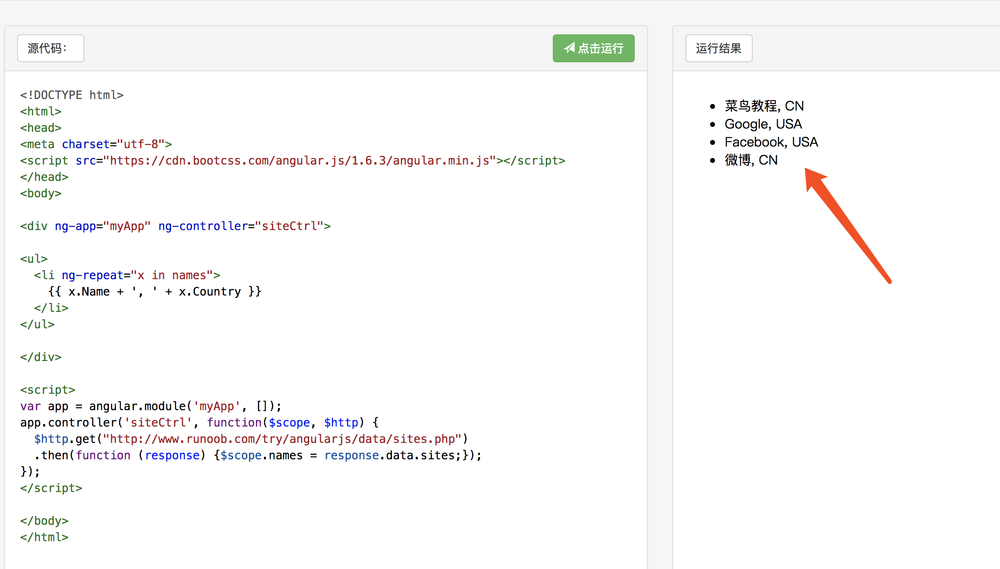 源代码：
点击运行
<!DOCTYPE html>
<html>
<head>
<meta charset="utf-8">
<script src="https://cdn.bootcss.com/angular.js/1.6.3/angular.min.js"></script>
</head>
<body>
<div ng-app="myApp" ng-controller="siteCtrl">
<ul>
  <li ng-repeat="x in names">
    {{ x.Name + ', ' + x.Country }}
  </li>
</ul>
</div>
<script>
var app = angular.module('myApp', []);
app.controller('siteCtrl', function($scope, $http) {
  $http.get("http://www.runoob.com/try/angularjs/data/sites.php")
  .then(function (response) {$scope.names = response.data.sites;});
});
</script>
</body>
</html>
运行结果
菜鸟教程, CN
Google, USA
Facebook, USA
微博, CN